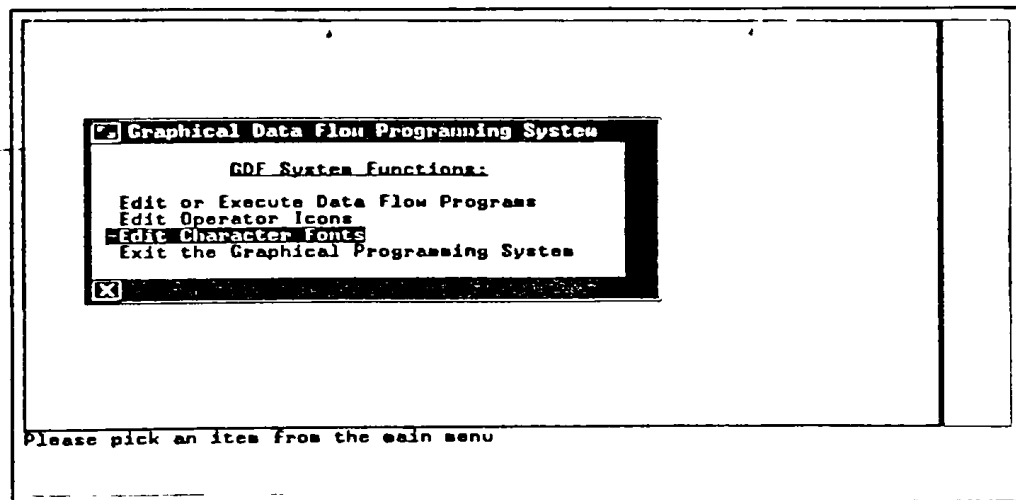 Graphical Data Flow Programming System
GDF System Functions:
Edit or Execute Data Flow Programs
Edit Operator Icons
-Edit Character Fonts
Exit the Graphical Programming System
X
Please pick an item from the main menu